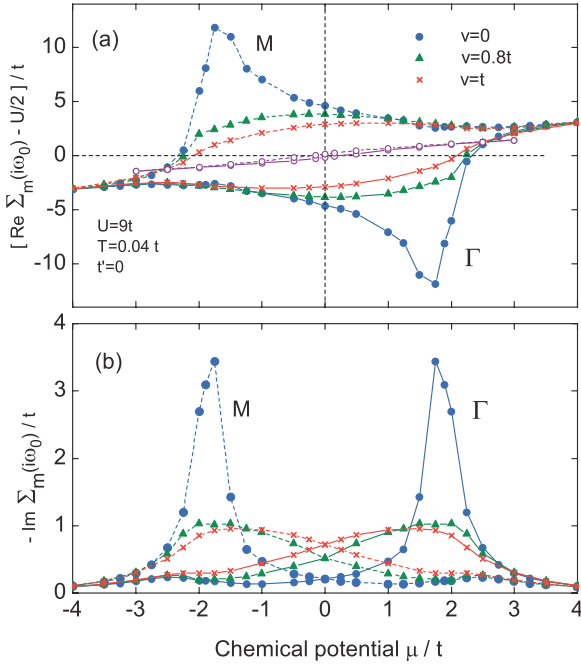 (a)
M
v=0
v=0.8t
v=t
[ Re Σm(iω0) - U/2 ] / t
10
5
0
-5
-10
U=9t
T=0.04 t
t'=0
Γ
(b)
M
Γ
- Im Σm(iω0) / t
4
3
2
1
0
-4 -3 -2 -1 0 1 2 3 4
Chemical potential μ / t